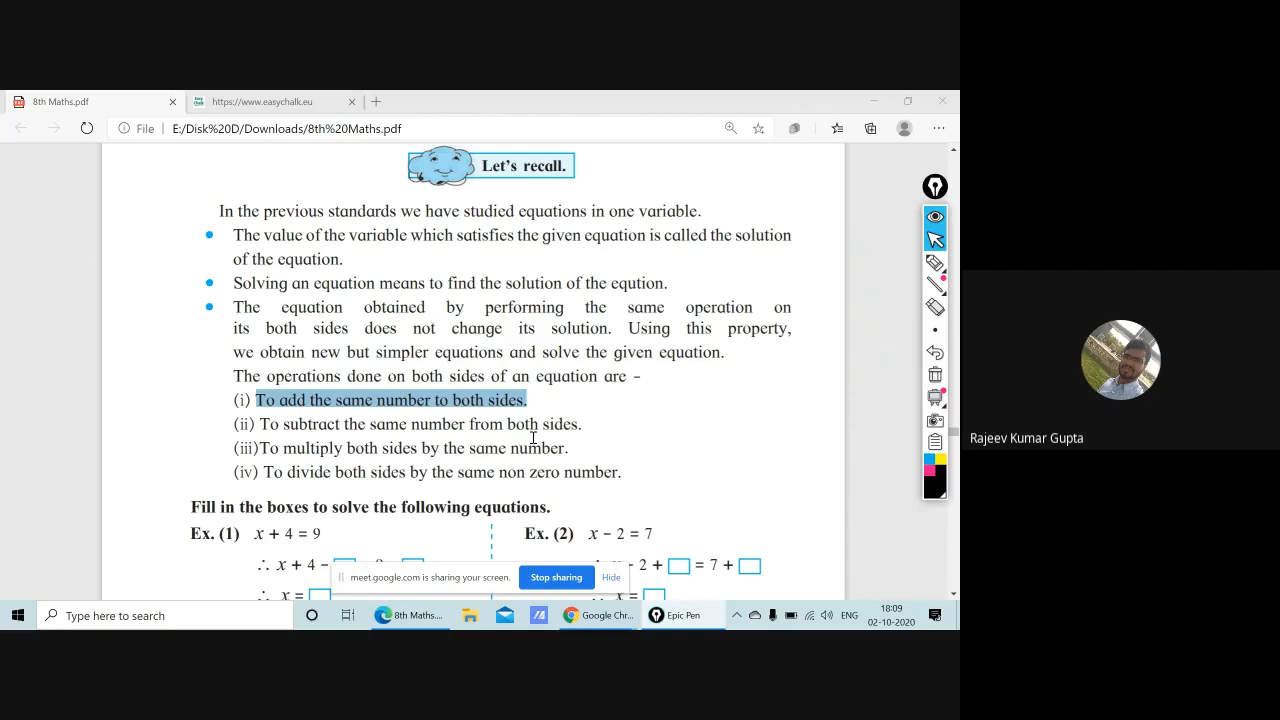 8th Maths.pdf
https://www.easychalk.eu
File
E:/Disk%20D/Downloads/8th%20Maths.pdf
Let's recall.
In the previous standards we have studied equations in one variable.
• The value of the variable which satisfies the given equation is called the solution
of the equation.
• Solving an equation means to find the solution of the eqution.
• The equation obtained by performing the same operation on
its both sides does not change its solution. Using this property,
we obtain new but simpler equations and solve the given equation.
The operations done on both sides of an equation are -
(i) To add the same number to both sides.
(ii) To subtract the same number from both sides.
(iii)To multiply both sides by the same number.
(iv) To divide both sides by the same non zero number.
Fill in the boxes to solve the following equations.
Ex. (1) x + 4 = 9
Ex. (2) x − 2 = 7
∴ x + 4 −
− 2 + □ = 7 + □
∴ x = □
x = □
meet.google.com is sharing your screen.
Stop sharing
Hide
Type here to search
8th Maths....
Google Chr...
Epic Pen
ENG
18:09
02-10-2020
Rajeev Kumar Gupta